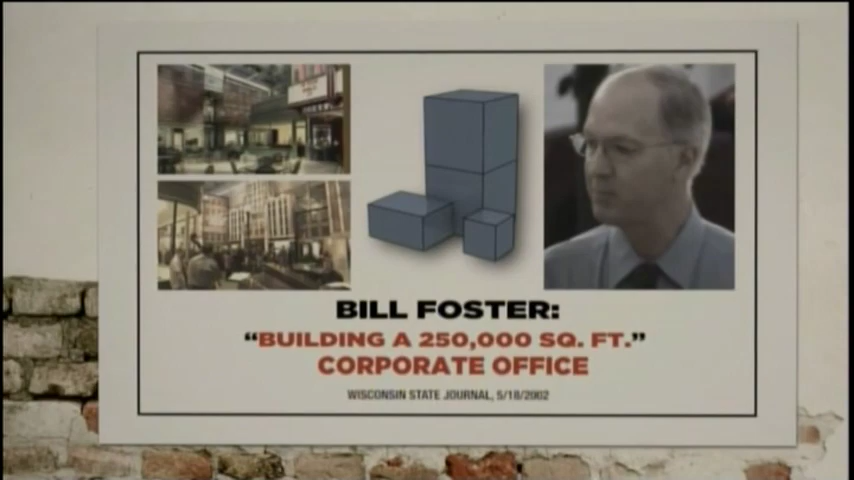 BILL FOSTER:
“BUILDING A 250,000 SQ. FT.”
CORPORATE OFFICE
WISCONSIN STATE JOURNAL, 5/18/2002